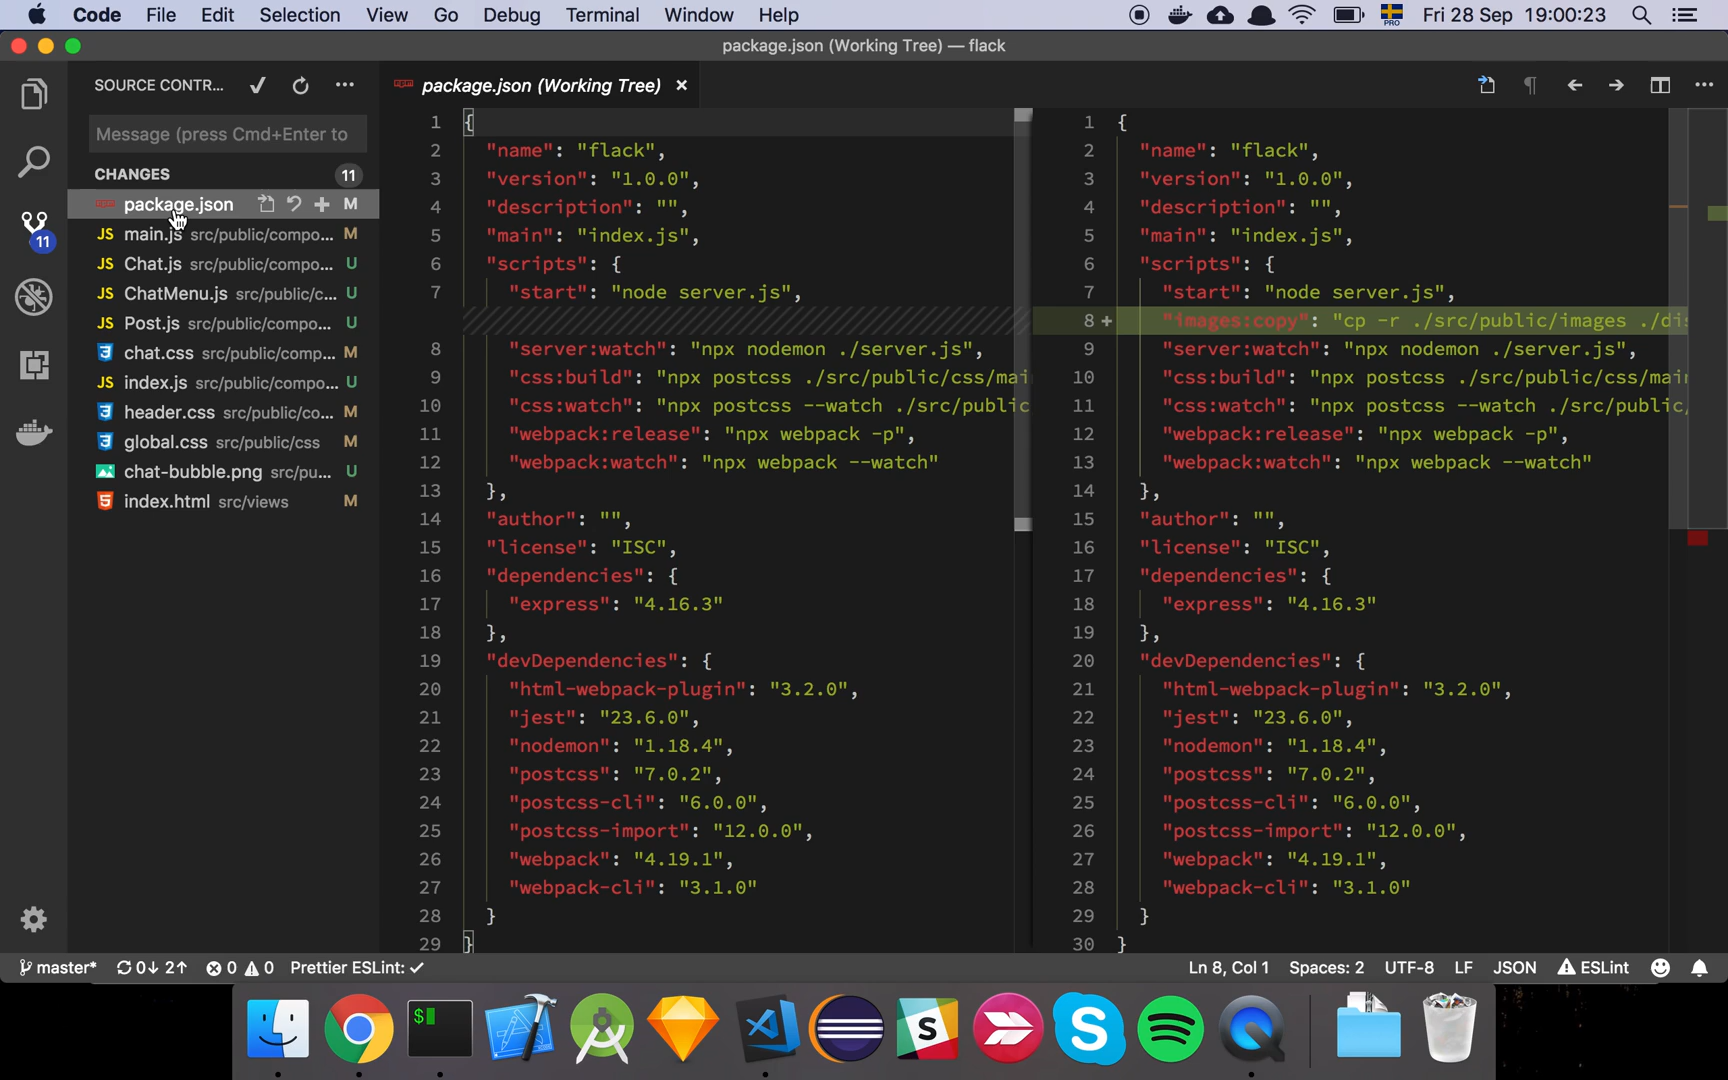 Code File Edit Selection View Go Debug Terminal Window Help PRO Fri 28 Sep 19:00:23
package.json (Working Tree) — flack
SOURCE CONTR...
package.json (Working Tree)
Message (press Cmd+Enter to
CHANGES 11
package.json M
main.js src/public/compo... M
Chat.js src/public/compo... U
ChatMenu.js src/public/c... U
Post.js src/public/compo... U
chat.css src/public/comp... M
index.js src/public/compo... U
header.css src/public/co... M
global.css src/public/css M
chat-bubble.png src/pu... U
index.html src/views M
11
1 {
2 "name": "flack",
3 "version": "1.0.0",
4 "description": "",
5 "main": "index.js",
6 "scripts": {
7 "start": "node server.js",
8 "server:watch": "npx nodemon ./server.js",
9 "css:build": "npx postcss ./src/public/css/mai
10 "css:watch": "npx postcss --watch ./src/public
11 "webpack:release": "npx webpack -p",
12 "webpack:watch": "npx webpack --watch"
13 },
14 "author": "",
15 "license": "ISC",
16 "dependencies": {
17 "express": "4.16.3"
18 },
19 "devDependencies": {
20 "html-webpack-plugin": "3.2.0",
21 "jest": "23.6.0",
22 "nodemon": "1.18.4",
23 "postcss": "7.0.2",
24 "postcss-cli": "6.0.0",
25 "postcss-import": "12.0.0",
26 "webpack": "4.19.1",
27 "webpack-cli": "3.1.0"
28 }
29 }
1 {
2 "name": "flack",
3 "version": "1.0.0",
4 "description": "",
5 "main": "index.js",
6 "scripts": {
7 "start": "node server.js",
8 + "images:copy": "cp -r ./src/public/images ./dis
9 "server:watch": "npx nodemon ./server.js",
10 "css:build": "npx postcss ./src/public/css/mai
11 "css:watch": "npx postcss --watch ./src/public/
12 "webpack:release": "npx webpack -p",
13 "webpack:watch": "npx webpack --watch"
14 },
15 "author": "",
16 "license": "ISC",
17 "dependencies": {
18 "express": "4.16.3"
19 },
20 "devDependencies": {
21 "html-webpack-plugin": "3.2.0",
22 "jest": "23.6.0",
23 "nodemon": "1.18.4",
24 "postcss": "7.0.2",
25 "postcss-cli": "6.0.0",
26 "postcss-import": "12.0.0",
27 "webpack": "4.19.1",
28 "webpack-cli": "3.1.0"
29 }
30 }
master* 0↓ 2↑ 0 0 Prettier ESLint: ✓ Ln 8, Col 1 Spaces: 2 UTF-8 LF JSON ESLint
$
S